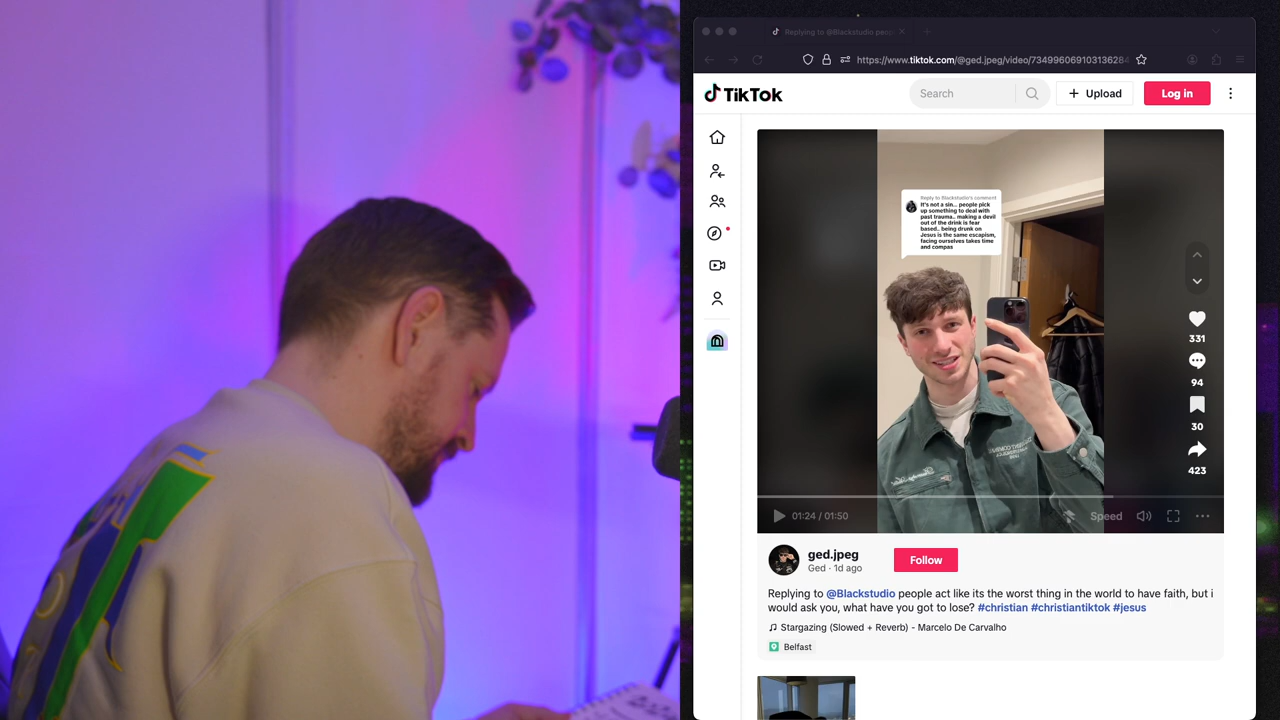 Replying to @Blackstudio peop
https://www.tiktok.com/@ged.jpeg/video/73499606910313628
TikTok
Search
Upload
Log in
Reply to Blackstudio's comment
It's not a sin... people pick
up something to deal with
past trauma.. making a devil
out of the drink is fear
based.. being drunk on
Jesus is the same escapism,
facing ourselves takes time
and compas
331
94
30
423
01:24 / 01:50
Speed
ged.jpeg
Ged · 1d ago
Follow
Replying to @Blackstudio people act like its the worst thing in the world to have faith, but i
would ask you, what have you got to lose? #christian #christiantiktok #jesus
Stargazing (Slowed + Reverb) - Marcelo De Carvalho
Belfast